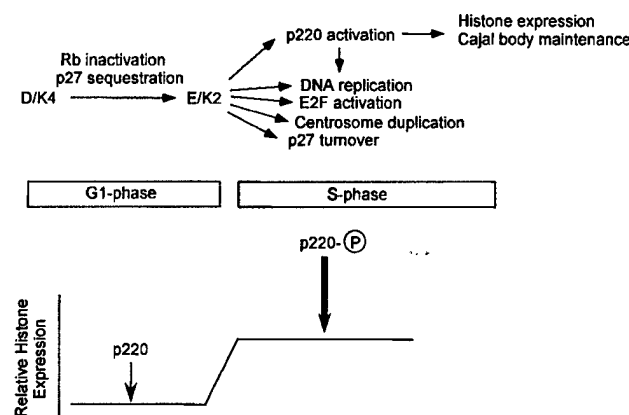 Histone expression
p220 activation
Cajal body maintenance
Rb inactivation
p27 sequestration
DNA replication
D/K4
E/K2
E2F activation
Centrosome duplication
p27 turnover
G1-phase
S-phase
p220-P
p220
Relative Histone
Expression